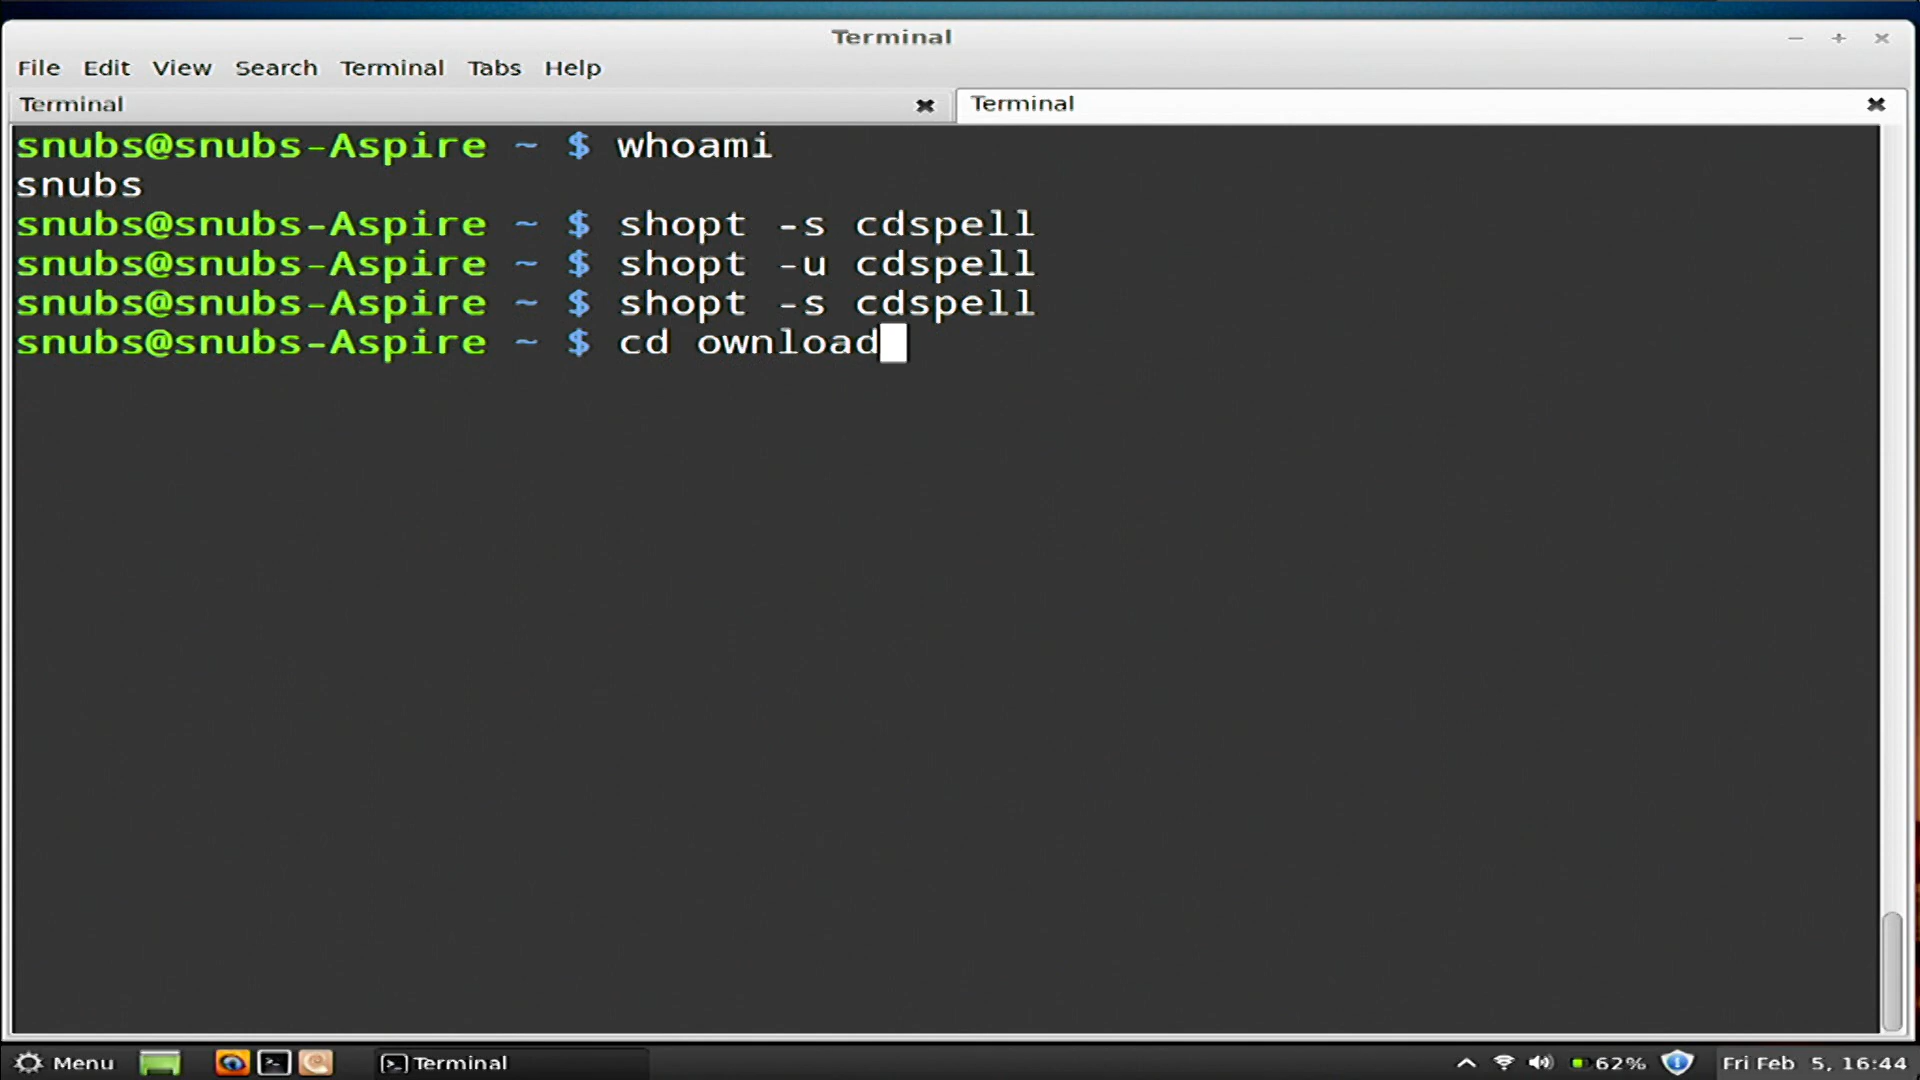 Terminal
File Edit View Search Terminal Tabs Help
Terminal Terminal
snubs@snubs-Aspire ~ $ whoami
snubs
snubs@snubs-Aspire ~ $ shopt -s cdspell
snubs@snubs-Aspire ~ $ shopt -u cdspell
snubs@snubs-Aspire ~ $ shopt -s cdspell
snubs@snubs-Aspire ~ $ cd ownload
Menu Terminal 62% Fri Feb 5, 16:44